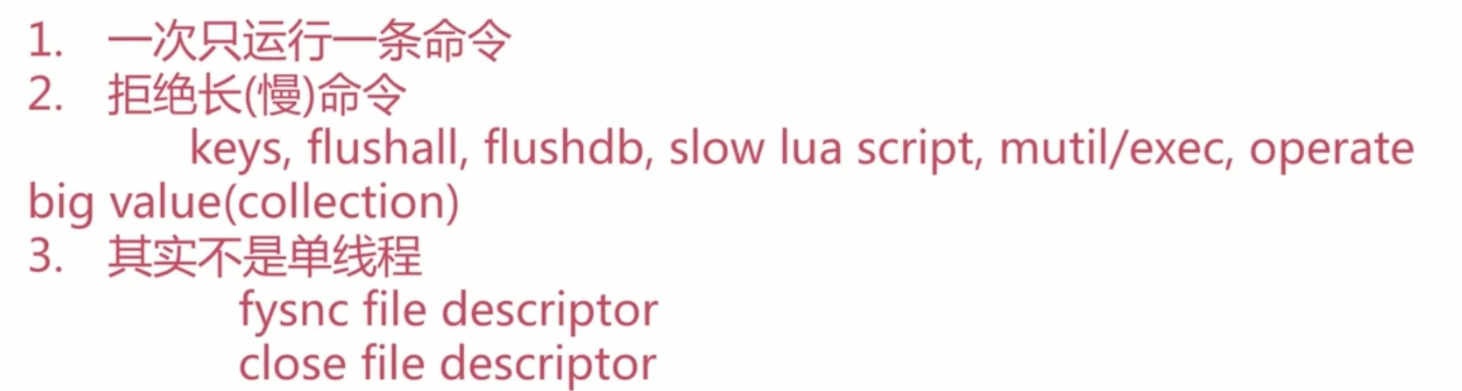 1. 一次只运行一条命令
2. 拒绝长(慢)命令
keys, flushall, flushdb, slow lua script, mutil/exec, operate
big value(collection)
3. 其实不是单线程
fysnc file descriptor
close file descriptor